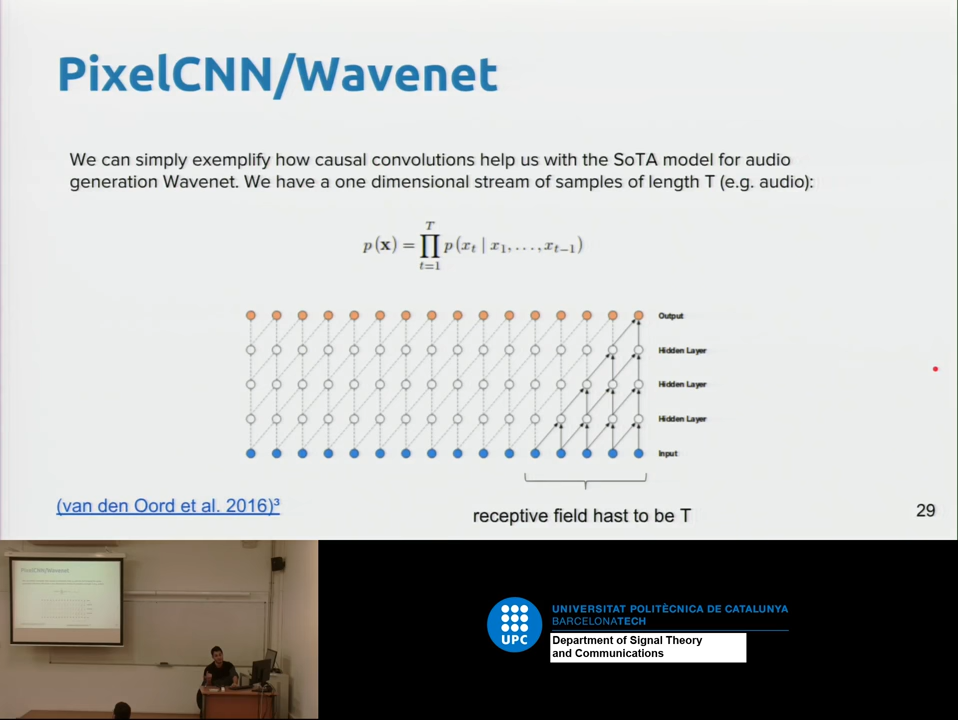 PixelCNN/Wavenet
We can simply exemplify how causal convolutions help us with the SoTA model for audio
generation Wavenet. We have a one dimensional stream of samples of length T (e.g. audio):
p(x) = ∏_{t=1}^{T} p(x_t | x_1, . . . , x_{t−1})
Output
Hidden Layer
Hidden Layer
Hidden Layer
Input
(van den Oord et al. 2016)³
receptive field hast to be T
29
PixelCNN/Wavenet
UPC
UNIVERSITAT POLITÈCNICA DE CATALUNYA
BARCELONATECH
Department of Signal Theory
and Communications